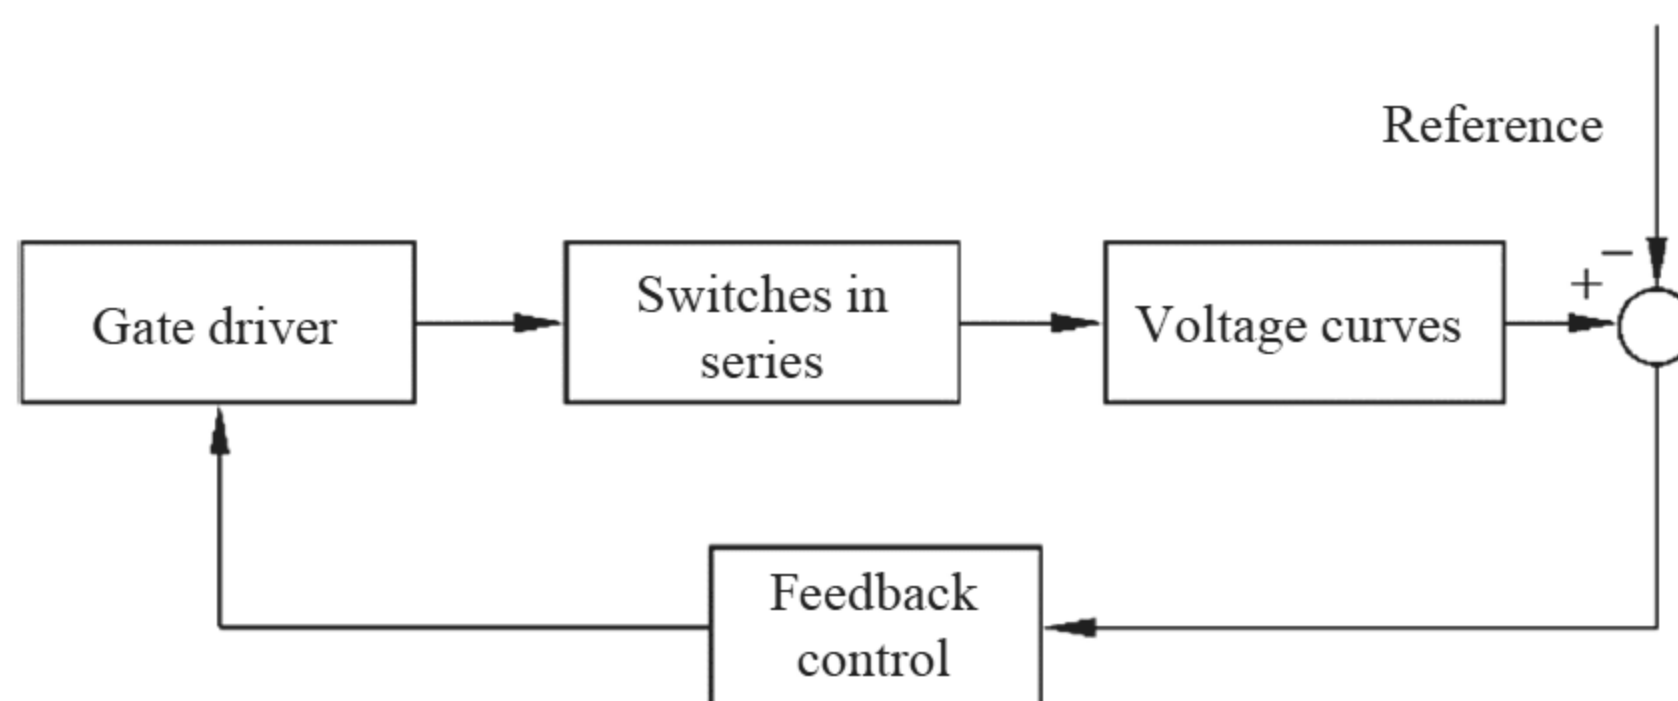 Reference
− 
+
Gate driver
Switches in
series
Voltage curves
Feedback
control